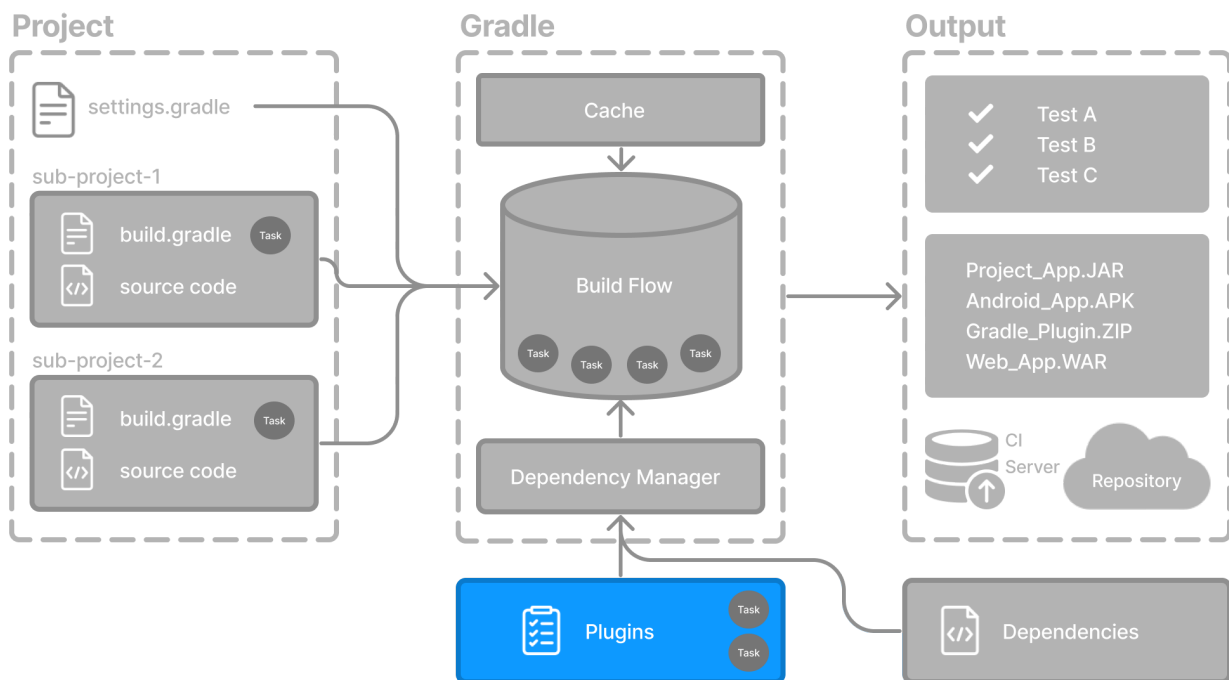 Project
settings.gradle
sub-project-1
build.gradle
Task
source code
sub-project-2
build.gradle
Task
source code
Gradle
Cache
Build Flow
Task
Task
Task
Task
Dependency Manager
Plugins
Task
Task
Output
Test A
Test B
Test C
Project_App.JAR
Android_App.APK
Gradle_Plugin.ZIP
Web_App.WAR
CI
Server
Repository
Dependencies